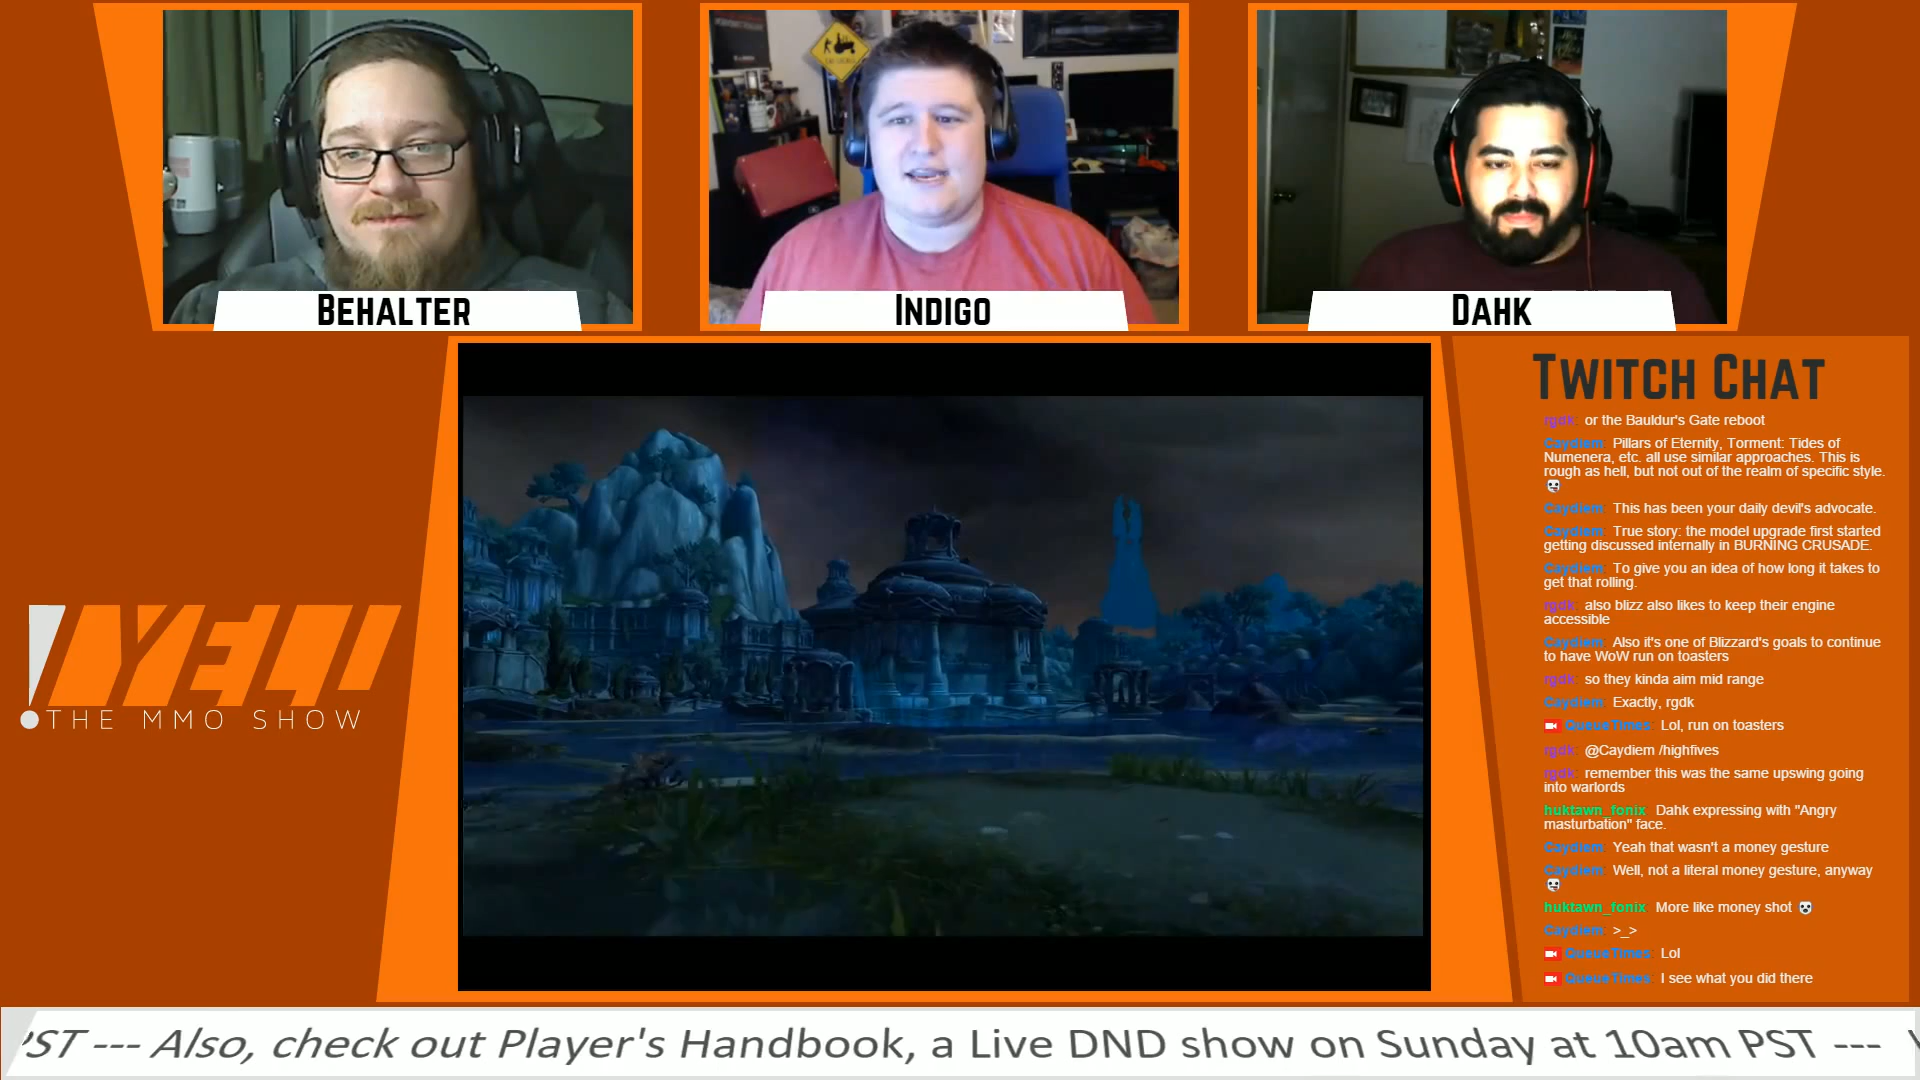 BEHALTER
INDIGO
DAHK
TWITCH CHAT
rgdk: or the Bauldur's Gate reboot
Caydiem: Pillars of Eternity, Torment: Tides of
Numenera, etc. all use similar approaches. This is
rough as hell, but not out of the realm of specific style.
Caydiem: This has been your daily devil's advocate.
Caydiem: True story: the model upgrade first started
getting discussed internally in BURNING CRUSADE.
Caydiem: To give you an idea of how long it takes to
get that rolling.
rgdk: also blizz also likes to keep their engine
accessible
Caydiem: Also it's one of Blizzard's goals to continue
to have WoW run on toasters
rgdk: so they kinda aim mid range
Caydiem: Exactly, rgdk
QueueTimes: Lol, run on toasters
rgdk: @Caydiem /highfives
rgdk: remember this was the same upswing going
into warlords
huktawn_fonix: Dahk expressing with "Angry
masturbation" face.
Caydiem: Yeah that wasn't a money gesture
Caydiem: Well, not a literal money gesture, anyway
huktawn_fonix: More like money shot
Caydiem: >_>
QueueTimes: Lol
QueueTimes: I see what you did there
THE MMO SHOW
PST --- Also, check out Player's Handbook, a Live DND show on Sunday at 10am PST ---